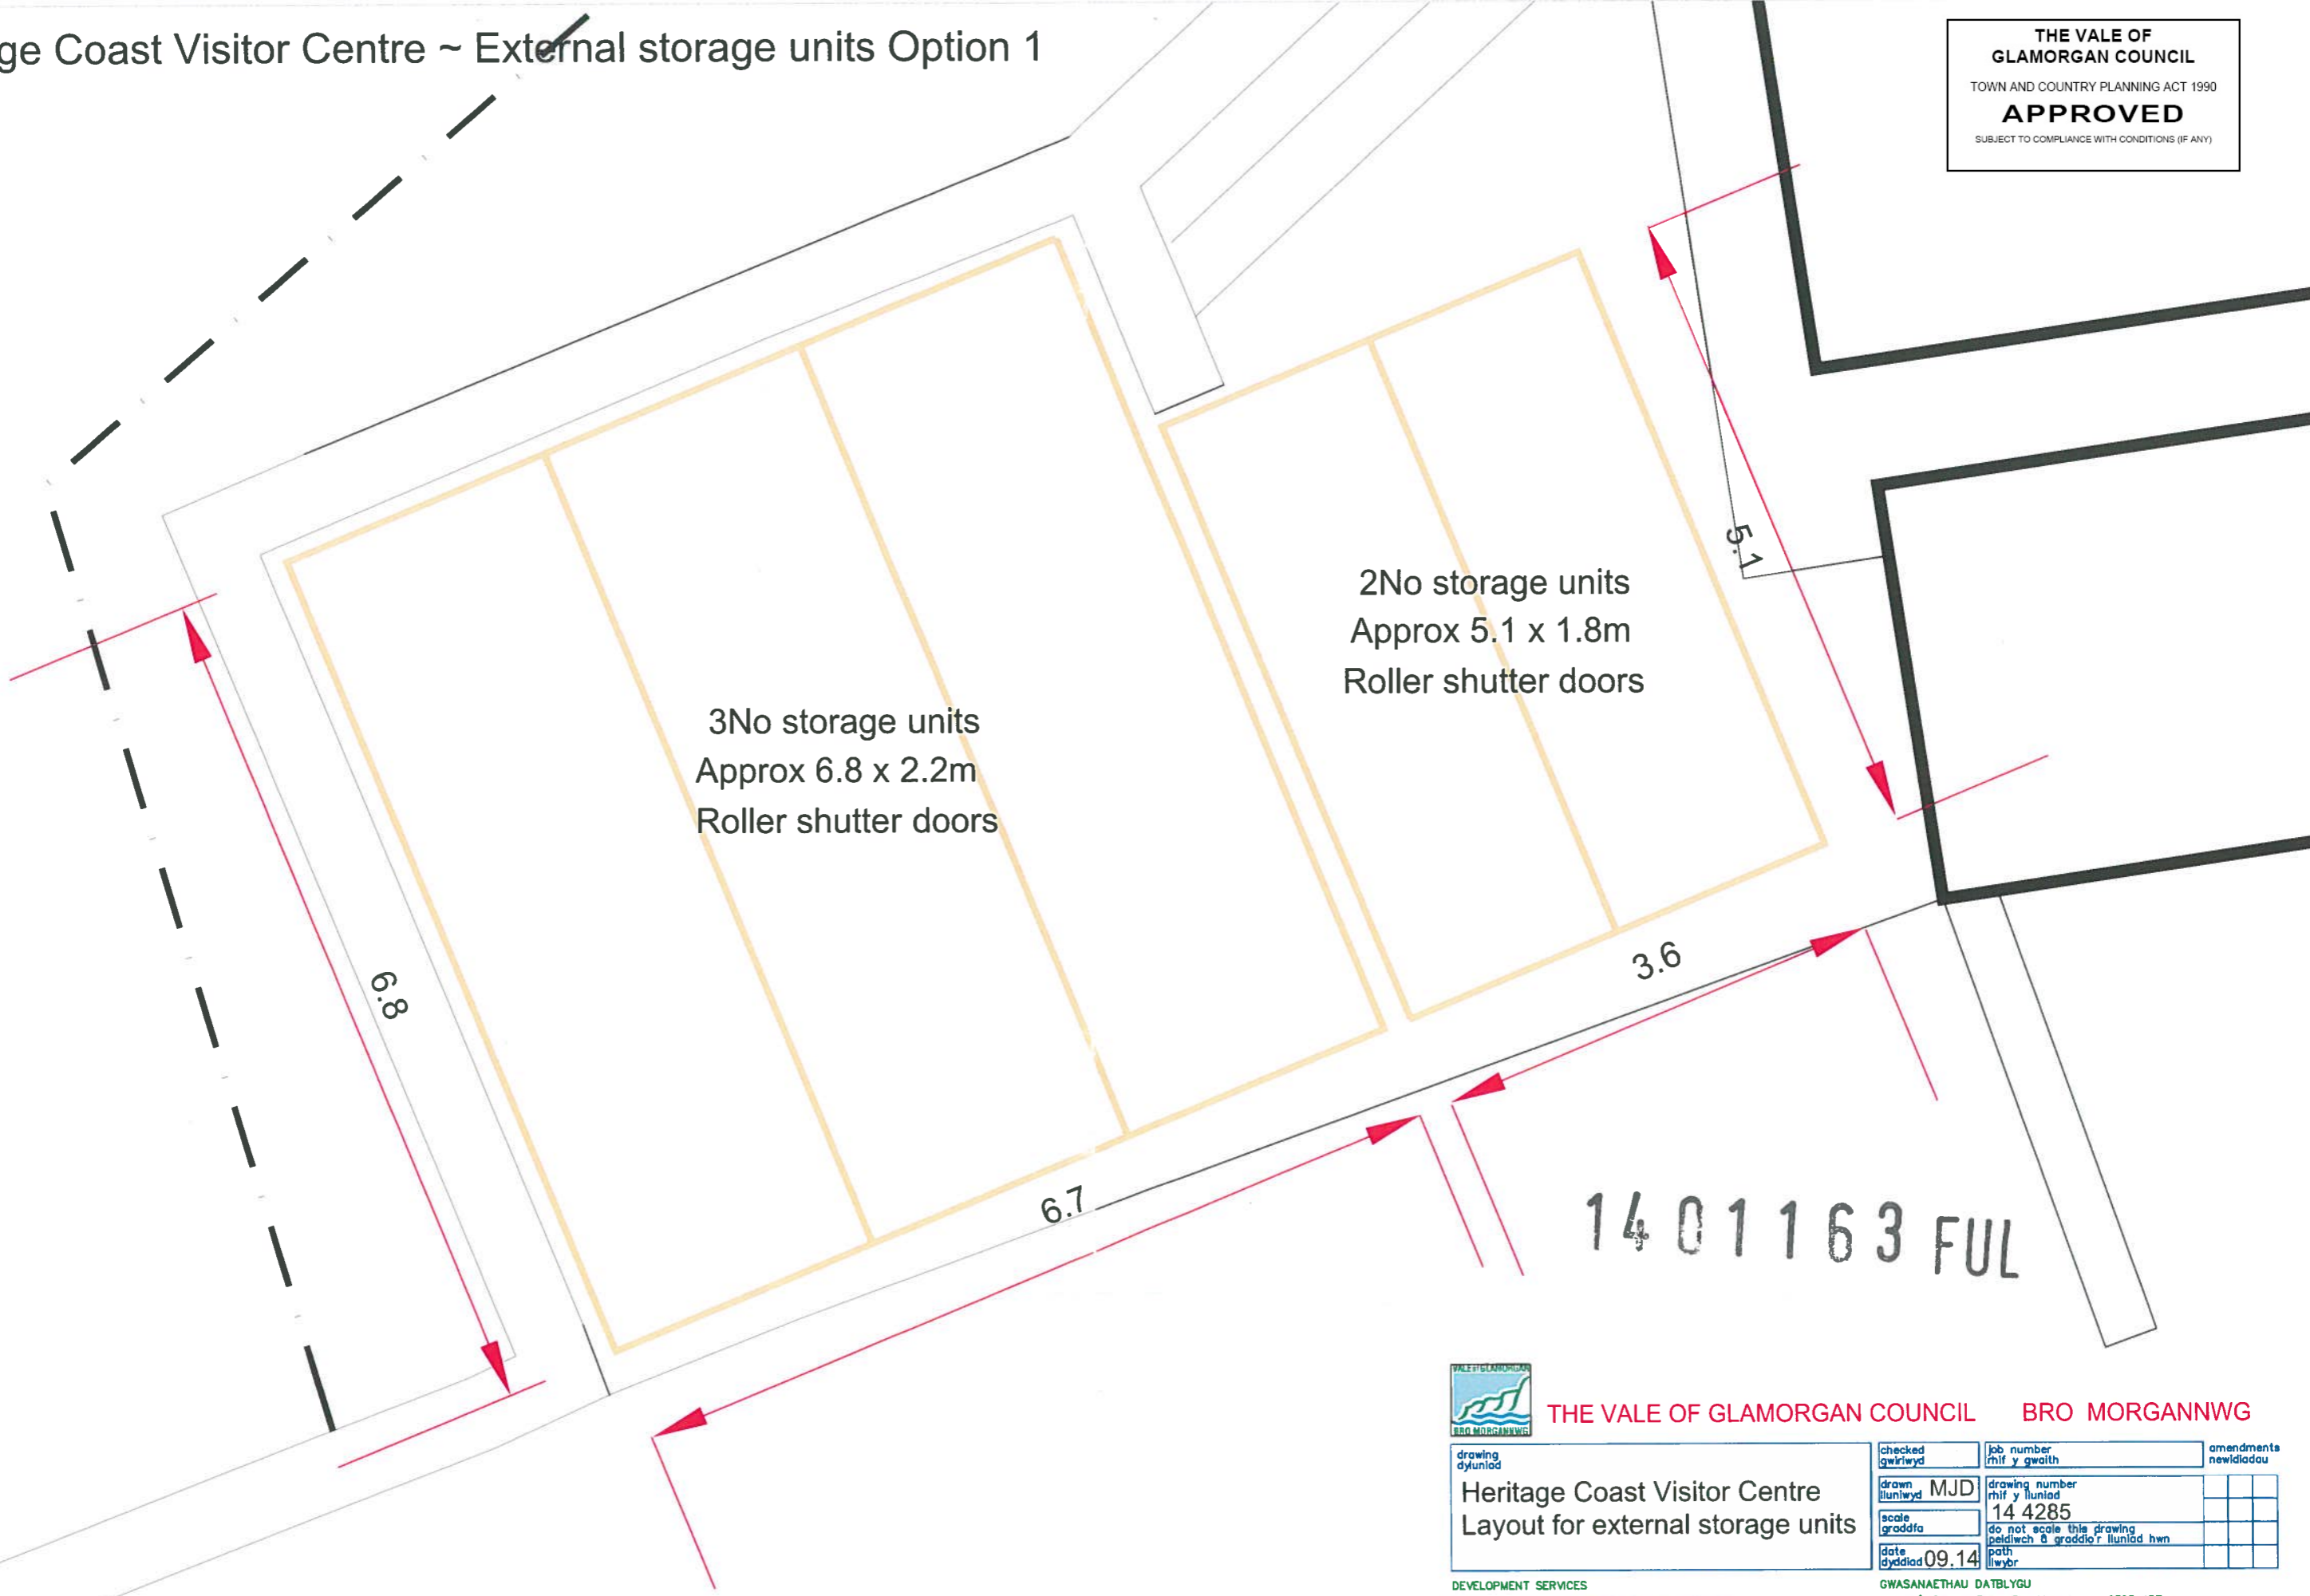 ge Coast Visitor Centre ~ External storage units Option 1
THE VALE OF
GLAMORGAN COUNCIL
TOWN AND COUNTRY PLANNING ACT 1990
APPROVED
SUBJECT TO COMPLIANCE WITH CONDITIONS (IF ANY)
5.1
2No storage units
Approx 5.1 x 1.8m
Roller shutter doors
3No storage units
Approx 6.8 x 2.2m
Roller shutter doors
6.8
3.6
6.7
1401163 FUL
VALE of GLAMORGAN
BRO MORGANNWG
THE VALE OF GLAMORGAN COUNCIL BRO MORGANNWG
drawing
dyluniad
Heritage Coast Visitor Centre
Layout for external storage units
checked
gwiriwyd
job number
rhif y gwaith
amendments
newidiadau
drawn
lluniwyd MJD
drawing number
rhif y lluniad
14 4285
scale
graddfa
do not scale this drawing
peidiwch â graddio'r lluniad hwn
date
dyddiad 09.14
path
llwybr
DEVELOPMENT SERVICES
GWASANAETHAU DATBLYGU